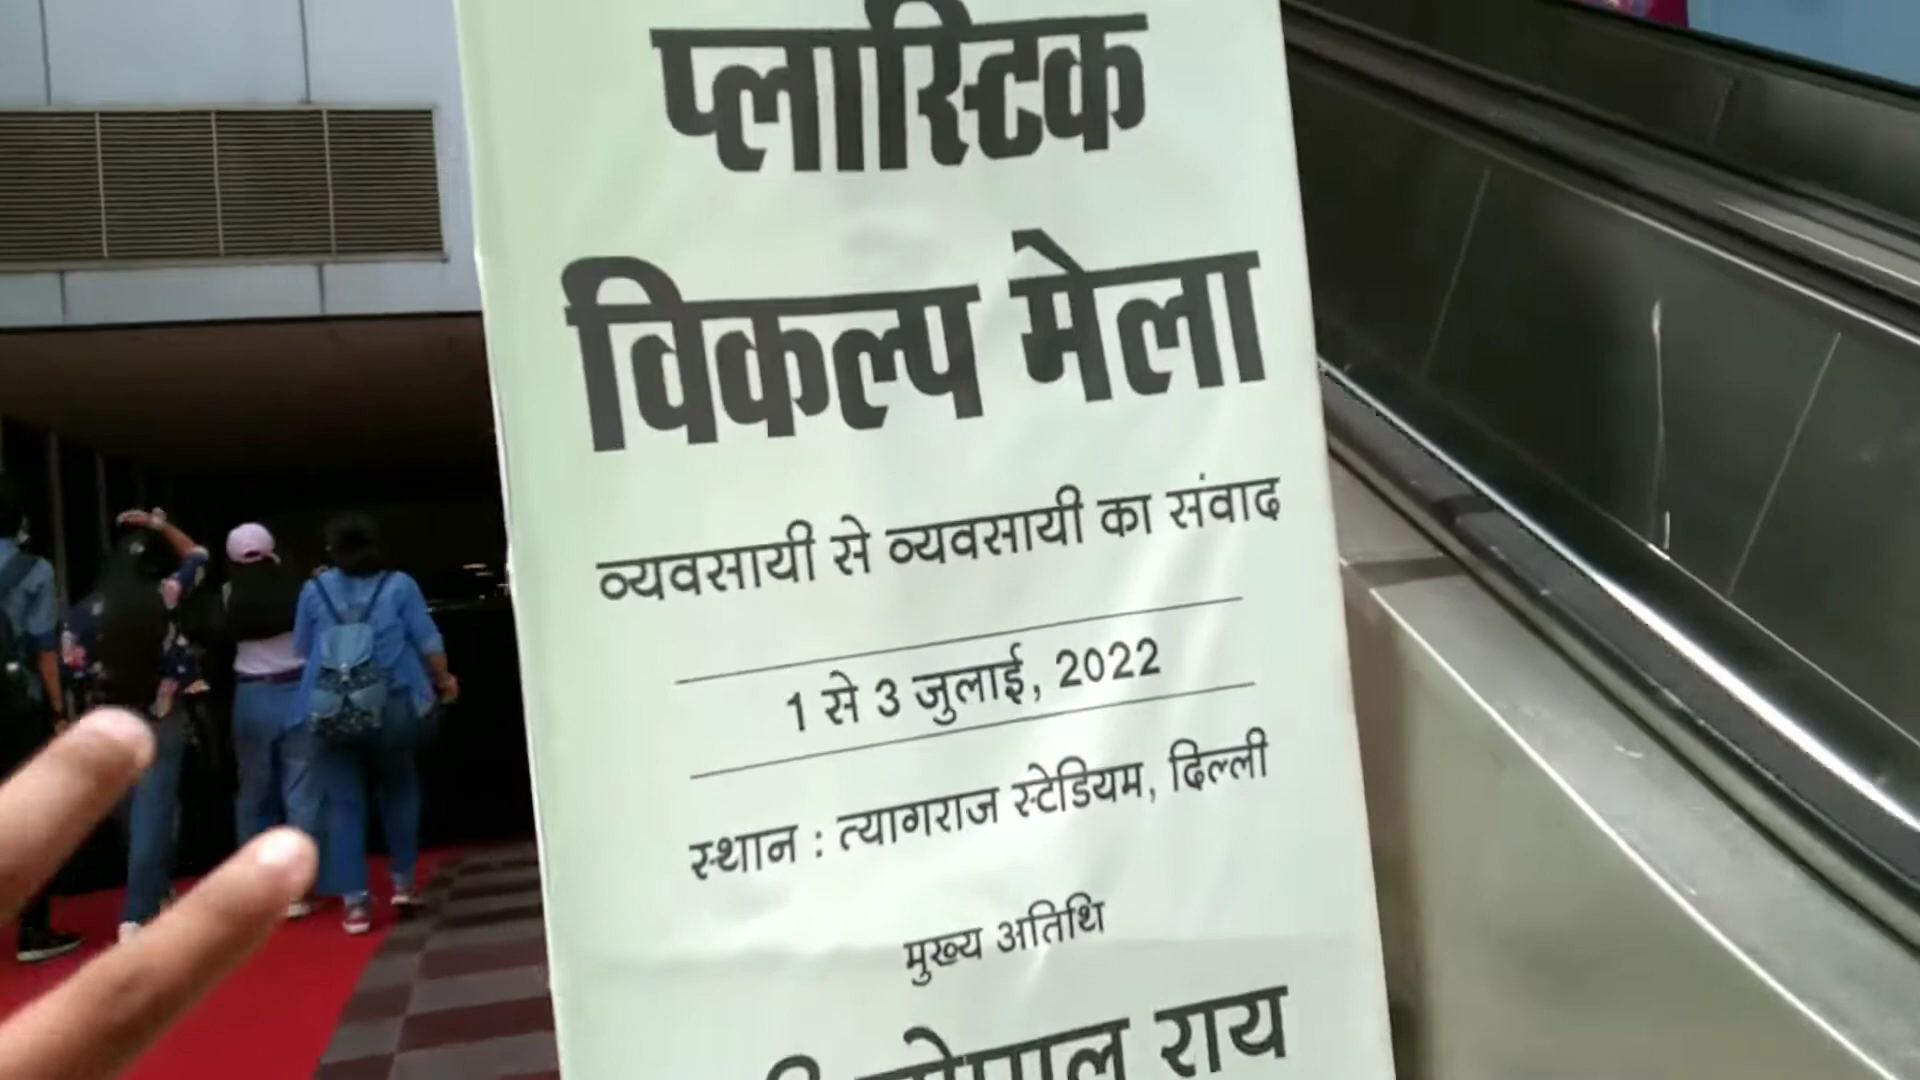 प्लास्टिक
विकल्प मेला
व्यवसायी से व्यवसायी का संवाद
1 से 3 जुलाई, 2022
स्थान : त्यागराज स्टेडियम, दिल्ली
मुख्य अतिथि
गोपाल राय